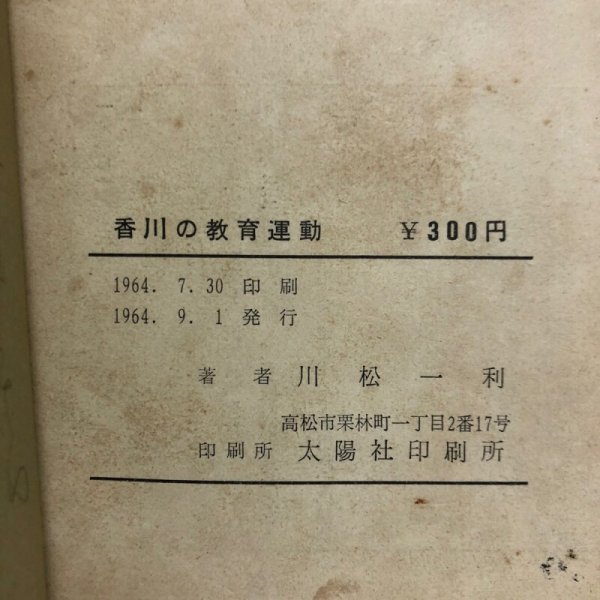 香川の教育運動 ￥300円
1964. 7.30 印刷
1964. 9. 1 発行
著者 川松一利
高松市栗林町一丁目2番17号
印刷所 太陽社印刷所